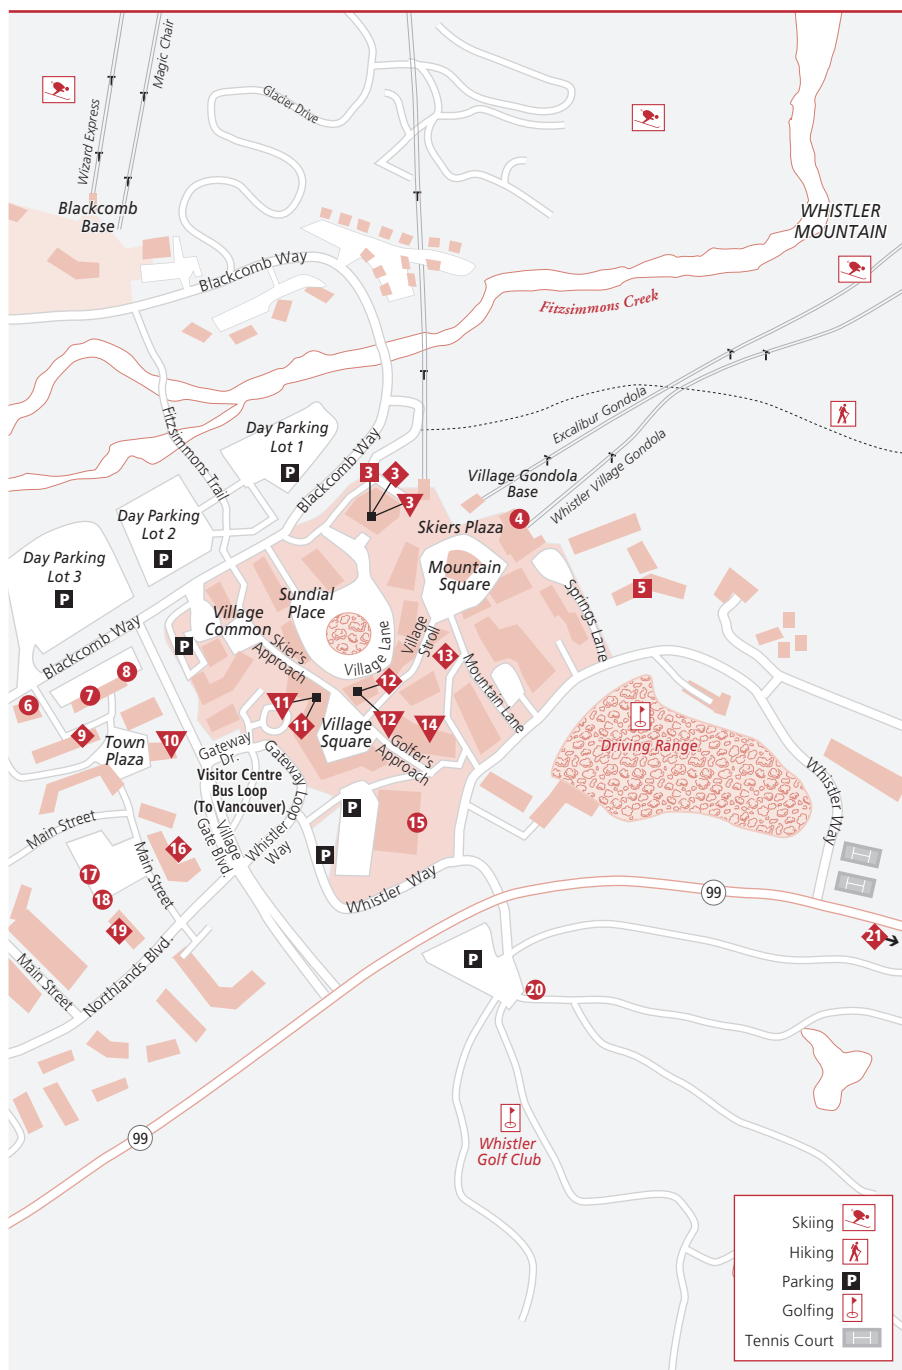 Magic Chair
Wizard Express
Glacier Drive
Blackcomb
Base
WHISTLER
MOUNTAIN
Blackcomb Way
Fitzsimmons Creek
Excalibur Gondola
Whistler Village Gondola
Fitzsimmons Trail
Day Parking
Lot 1
P
Blackcomb Way
3
3
3
Village Gondola
Base
4
Skiers Plaza
Day Parking
Lot 2
P
Day Parking
Lot 3
P
Mountain
Square
5
Springs Lane
Sundial
Place
Village
Common
Skier's
Approach
Village Lane
Village
Stroll
P
Blackcomb Way
13
Mountain Lane
6
7
8
9
10
11
11
12
12
14
Town
Plaza
Village
Square
Golfer's
Approach
Gateway
Dr.
Gateway Loop
Visitor Centre
Bus Loop
(To Vancouver)
Driving Range
Whistler Way
P
15
P
Main Street
Village
Gate Blvd.
Whistler
Way
Main Street
16
17
18
19
Whistler Way
99
21
Main Street
Northlands Blvd.
P
20
99
Whistler
Golf Club
Skiing
Hiking
Parking P
Golfing
Tennis Court